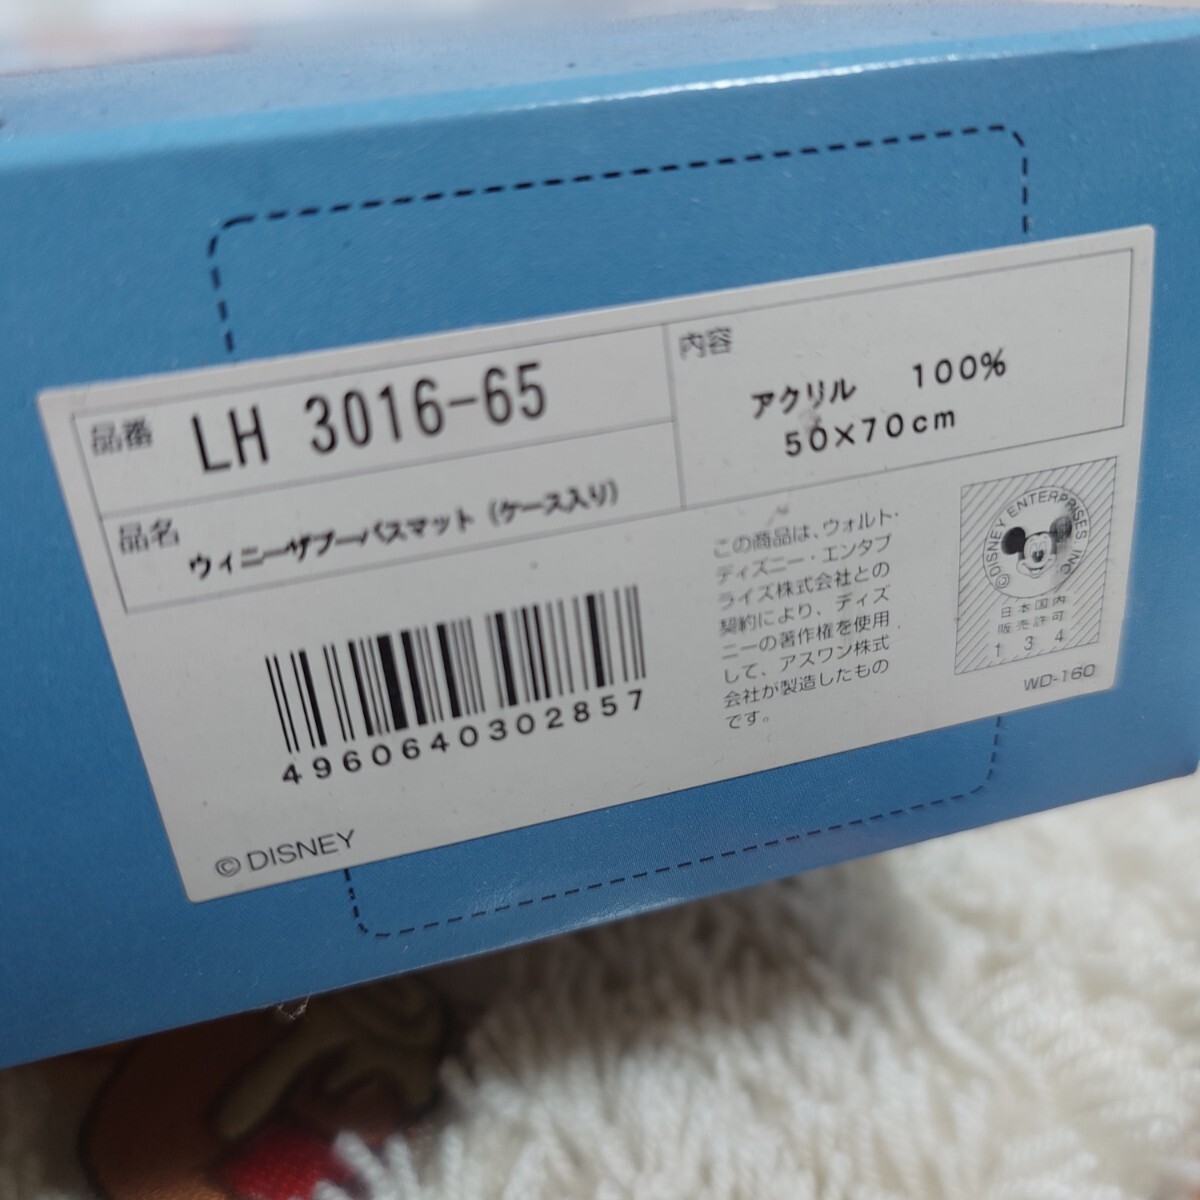 品番 LH 3016-65
品名 ウィニーザプーバスマット (ケース入り)
内容
アクリル 100%
50×70cm
4960640302857
©DISNEY
この商品は、ウォルト・
ディズニー・エンタプ
ライズ株式会社との
契約により、ディズ
ニーの著作権を使用
して、アスワン株式
会社が製造したもの
です。
©DISNEY ENTERPRISES INC
日本国内
販売許可
134
WD-160